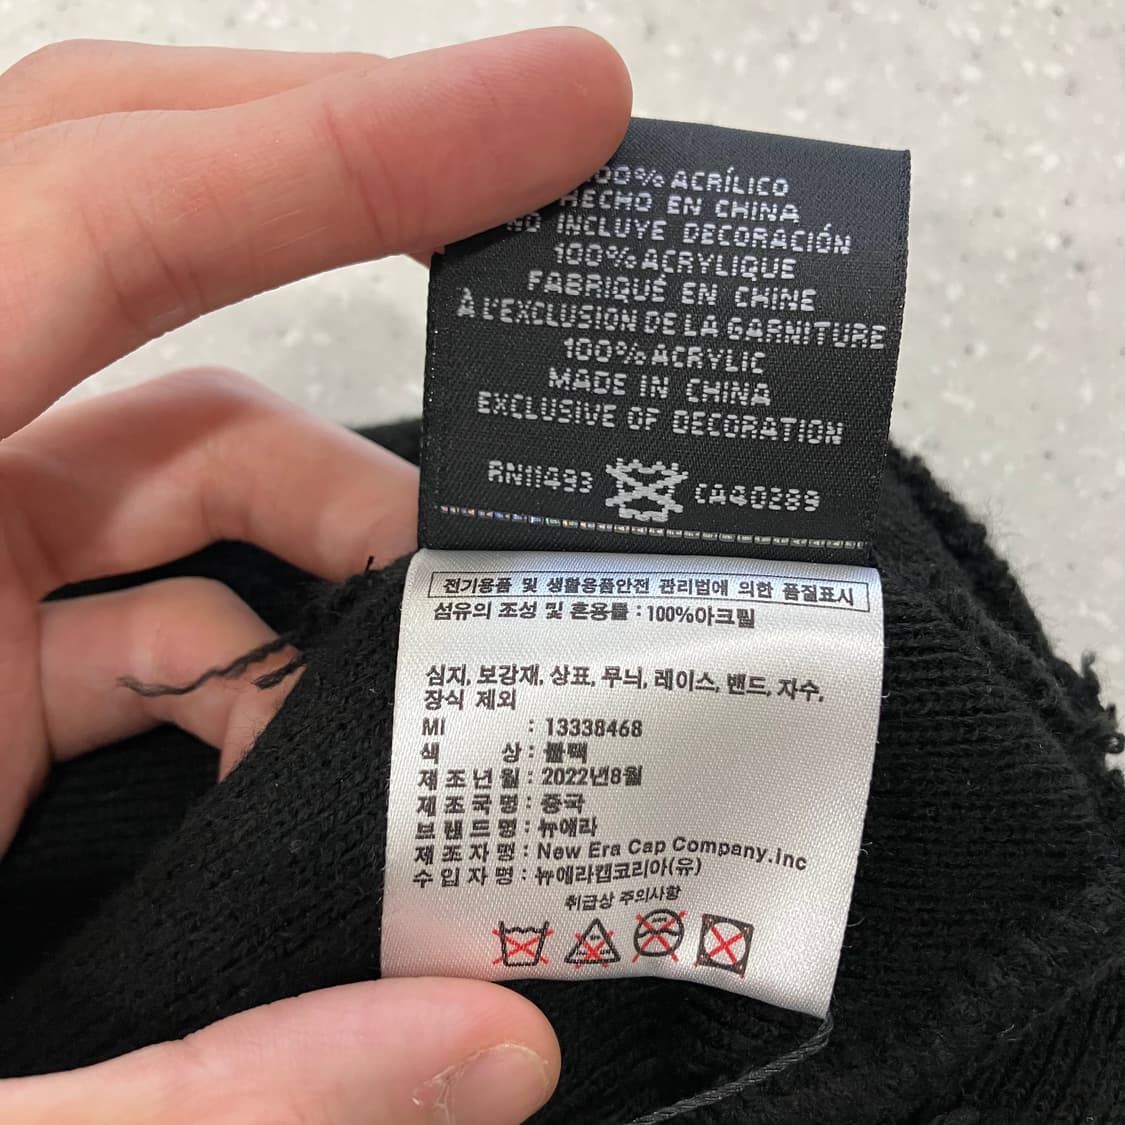 100% ACRÍLICO
HECHO EN CHINA
NO INCLUYE DECORACIÓN
100% ACRYLIQUE
FABRIQUÉ EN CHINE
À L'EXCLUSION DE LA GARNITURE
100% ACRYLIC
MADE IN CHINA
EXCLUSIVE OF DECORATION
RN11493 CA40289
전기용품 및 생활용품안전 관리법에 의한 품질표시
섬유의 조성 및 혼용률 : 100%아크릴
심지, 보강재, 상표, 무늬, 레이스, 밴드, 자수,
장식 제외
MI : 13338468
색 상 : 블랙
제 조 년 월 : 2022년8월
제 조 국 명 : 중국
브 랜 드 명 : 뉴에라
제 조 자 명 : New Era Cap Company.Inc
수 입 자 명 : 뉴에라캡코리아(유)
취급상 주의사항